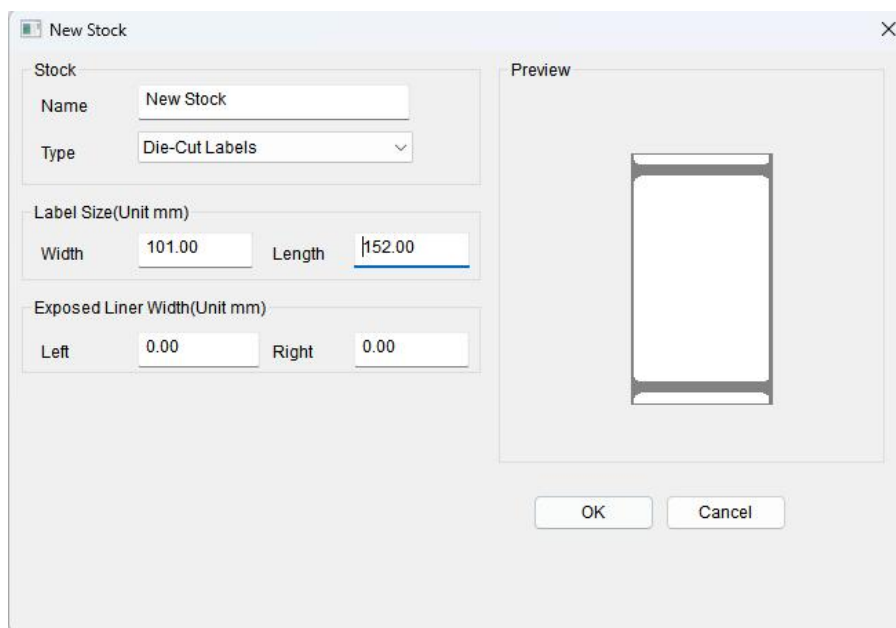 New Stock
Stock
Name New Stock
Type Die-Cut Labels
Label Size(Unit mm)
Width 101.00 Length 152.00
Exposed Liner Width(Unit mm)
Left 0.00 Right 0.00
Preview
OK Cancel